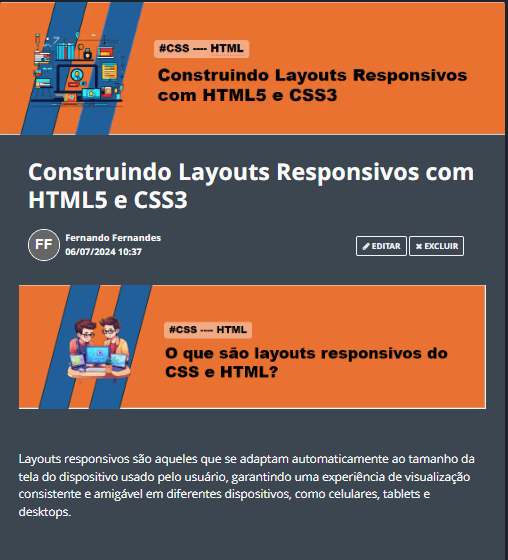 #CSS ---- HTML
Construindo Layouts Responsivos
com HTML5 e CSS3
Construindo Layouts Responsivos com
HTML5 e CSS3
FF
Fernando Fernandes
06/07/2024 10:37
EDITAR
EXCLUIR
#CSS ---- HTML
O que são layouts responsivos do
CSS e HTML?
Layouts responsivos são aqueles que se adaptam automaticamente ao tamanho da
tela do dispositivo usado pelo usuário, garantindo uma experiência de visualização
consistente e amigável em diferentes dispositivos, como celulares, tablets e
desktops.